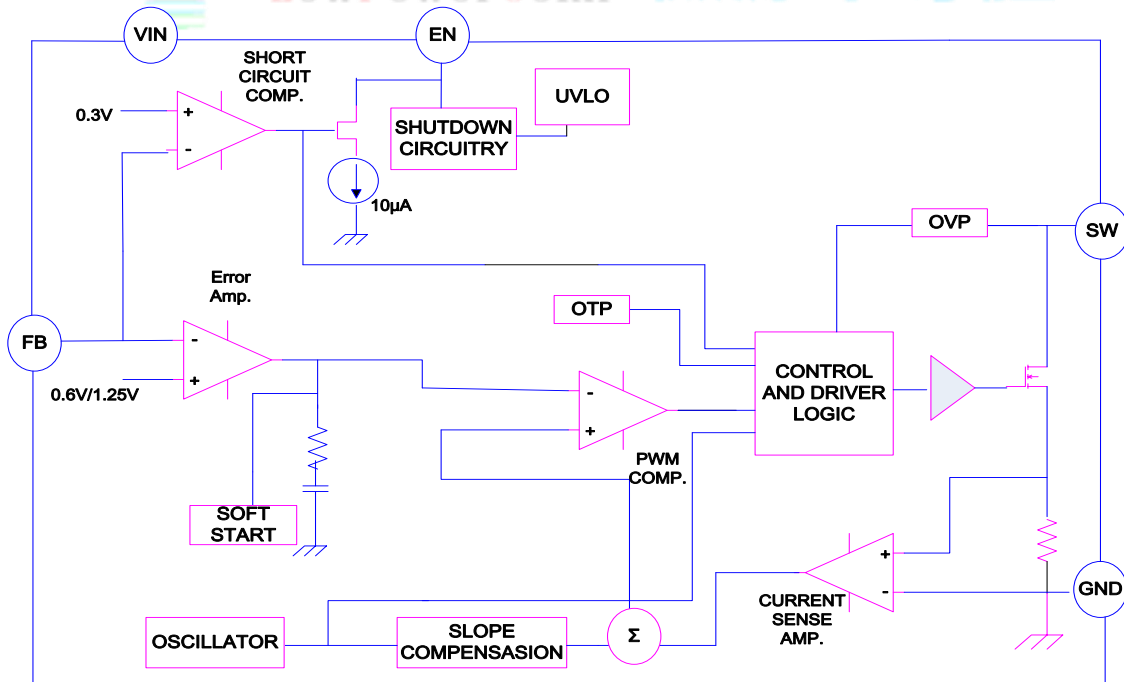 VIN
EN
SHORT
CIRCUIT
COMP.
0.3V
+
-
UVLO
SHUTDOWN
CIRCUITRY
10µA
OVP
SW
Error
Amp.
OTP
FB
-
+
0.6V/1.25V
CONTROL
AND DRIVER
LOGIC
-
+
PWM
COMP.
SOFT
START
+
-
CURRENT
SENSE
AMP.
GND
OSCILLATOR
SLOPE
COMPENSASION
Σ